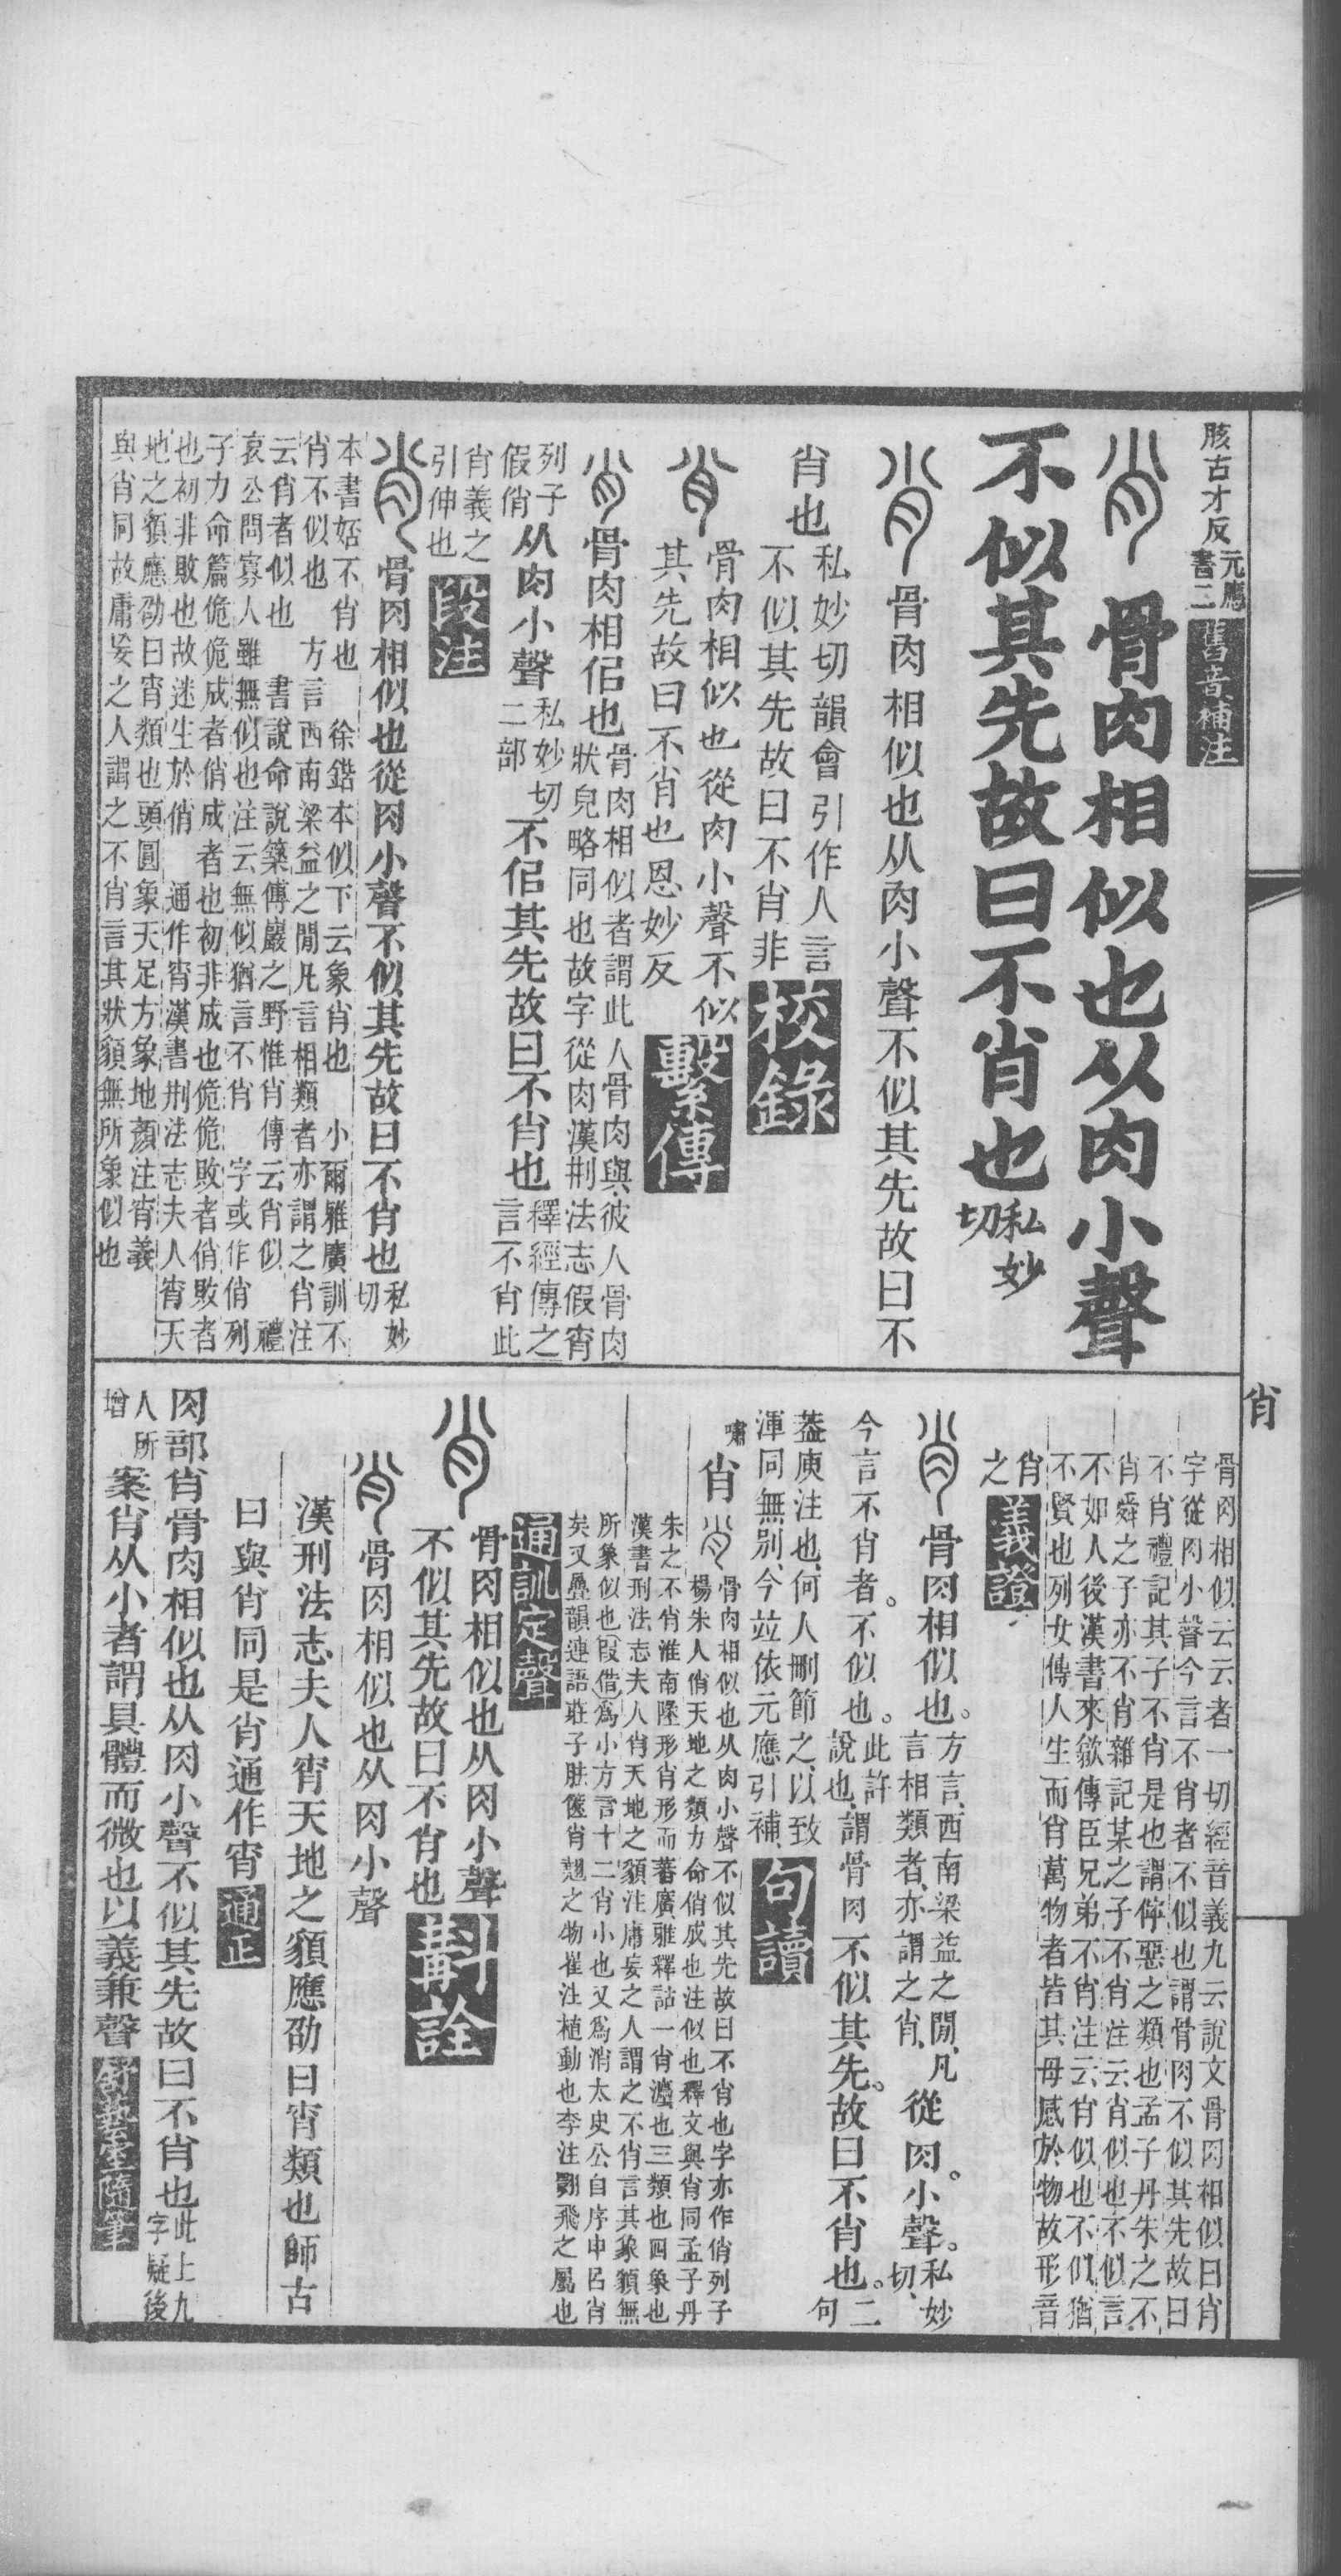 胲古才反元應書二舊音補注
肖骨肉相似也从肉小聲
不似其先故曰不肖也私妙切
肖骨肉相似也从肉小聲不似其先故曰不
肖也私妙切韻會引作人言不似其先故曰不肖非校錄
肖骨肉相似也從肉小聲不似其先故曰不肖也恩妙反繫傳
肖骨肉相佀也骨肉相似者謂此人骨肉與彼人骨肉狀皃略同也故字從肉漢刑法志假宵
列子假俏从肉小聲私妙切二部不佀其先故曰不肖也釋經傳之言不肖此
肖義之引伸也段注
肖骨肉相似也從肉小聲不似其先故曰不肖也私妙切
本書姡不肖也 徐鍇本似下云象肖也 小爾雅廣訓不
肖不似也 方言西南梁益之閒凡言相類者亦謂之肖注
云肖者似也 書說命說築傅巖之野惟肖傳云肖似 禮
哀公問寡人雖無似也注云無似猶言不肖 字或作俏列
子力命篇佹佹成者俏成者也初非成也佹佹敗者俏敗者
也初非敗也故迷生於俏 通作宵漢書刑法志夫人宵天
地之䫉應劭曰宵類也頭圓象天足方象地顏注宵義
與肖同故庸妄之人謂之不肖言其狀䫉無所象似也
肖
骨肉相似云云者一切經音義九云說文骨肉相似曰肖
字從肉小聲今言不肖者不似也謂骨肉不似其先故曰
不肖禮記其子不肖是也謂倅惡之類也孟子丹朱之不
肖舜之子亦不肖雜記某之子不肖注云肖似也不似言
不如人後漢書來歙傳臣兄弟不肖注云肖似也不似猶
不賢也列女傳人生而肖萬物者皆其母感於物故形音
肖之義證
肖骨肉相似也。方言、西南梁益之閒、凡言相類者、亦謂之肖、從肉。小聲。私妙切、
今言不肖者。不似也。此許說也、謂骨肉不似其先。故曰不肖也。二句
葢庾注也、何人刪節之、以致渾同無別、今竝依元應引補、句讀
嘯 肖肖骨肉相似也从肉小聲不似其先故曰不肖也字亦作俏列子
楊朱人俏天地之類力命俏成也注似也釋文與肖同孟子丹
朱之不肖淮南墬形肖形而蕃廣雅釋詁一肖灋也三類也四象也
漢書刑法志夫人肖天地之䫉注庸妄之人謂之不肖言其象䫉無
所象似也叚借爲小方言十二肖小也又爲消太史公自序申呂肖
矣又疊韻連語莊子胠篋肖翹之物崔注植動也李注翾飛之屬也
通訓定聲
肖骨肉相似也从肉小聲不似其先故曰不肖也斠詮
肖骨肉相似也从肉小聲
漢刑法志夫人宵天地之䫉應劭曰宵類也師古
曰與肖同是肖通作宵通正
肉部肖骨肉相似也从肉小聲不似其先故曰不肖也此上九字疑後
人所增案肖从小者謂具體而微也以義兼聲舒藝室隨筆